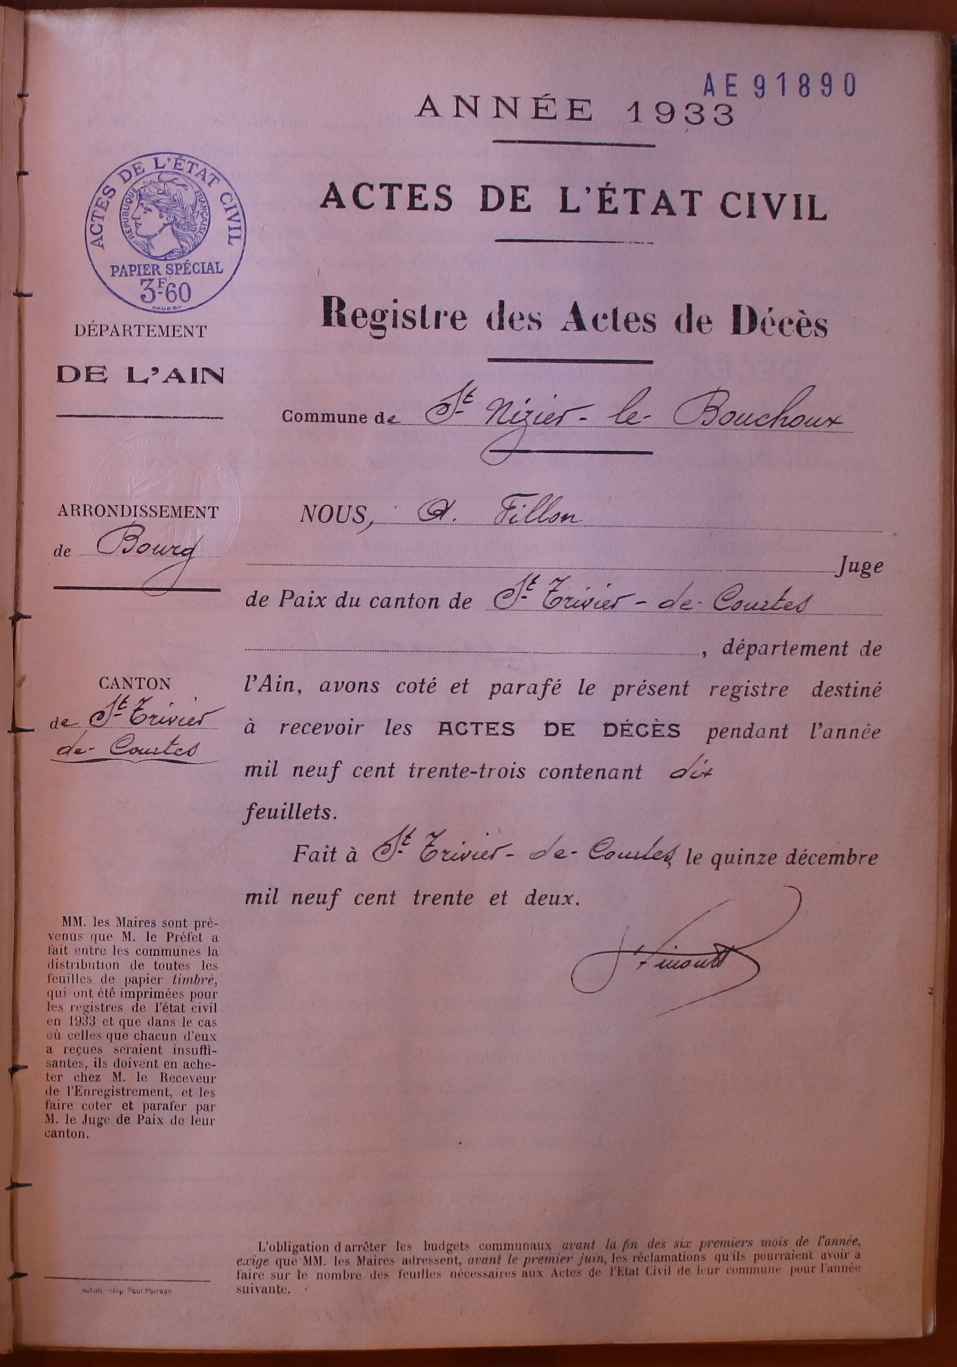 AE 91890
ANNÉE 1933
ACTES DE L'ÉTAT CIVIL
ACTES DE L'ÉTAT CIVIL
RÉPUBLIQUE FRANÇAISE
PAPIER SPÉCIAL
3F60
Registre des Actes de Décès
DÉPARTEMENT
DE L'AIN
Commune de St Nizier-le-Bouchoux
ARRONDISSEMENT
de Bourg
NOUS, A. Fillon
Juge
de Paix du canton de St Trivier-de-Courtes
, département de
CANTON
de St Trivier
de-Courtes
l'Ain, avons coté et parafé le présent registre destiné
à recevoir les ACTES DE DÉCÈS pendant l'année
mil neuf cent trente-trois contenant dix
feuillets.
Fait à St Trivier-de-Courtes, le quinze décembre
mil neuf cent trente et deux.
MM. les Maires sont pré-
venus que M. le Préfet a
fait entre les communes la
distribution de toutes les
feuilles de papier timbré,
qui ont été imprimées pour
les registres de l'état civil
en 1933 et que dans le cas
où celles que chacun d'eux
a reçues seraient insuffi-
santes, ils doivent en ache-
ter chez M. le Receveur
de l'Enregistrement, et les
faire coter et parafer par
M. le Juge de Paix de leur
canton.
L'obligation d'arrêter les budgets communaux avant la fin des six premiers mois de l'année,
exige que MM. les Maires adressent, avant le premier juin, les réclamations qu'ils pourraient avoir à
faire sur le nombre des feuilles nécessaires aux Actes de l'Etat Civil de leur commune pour l'année
suivante.